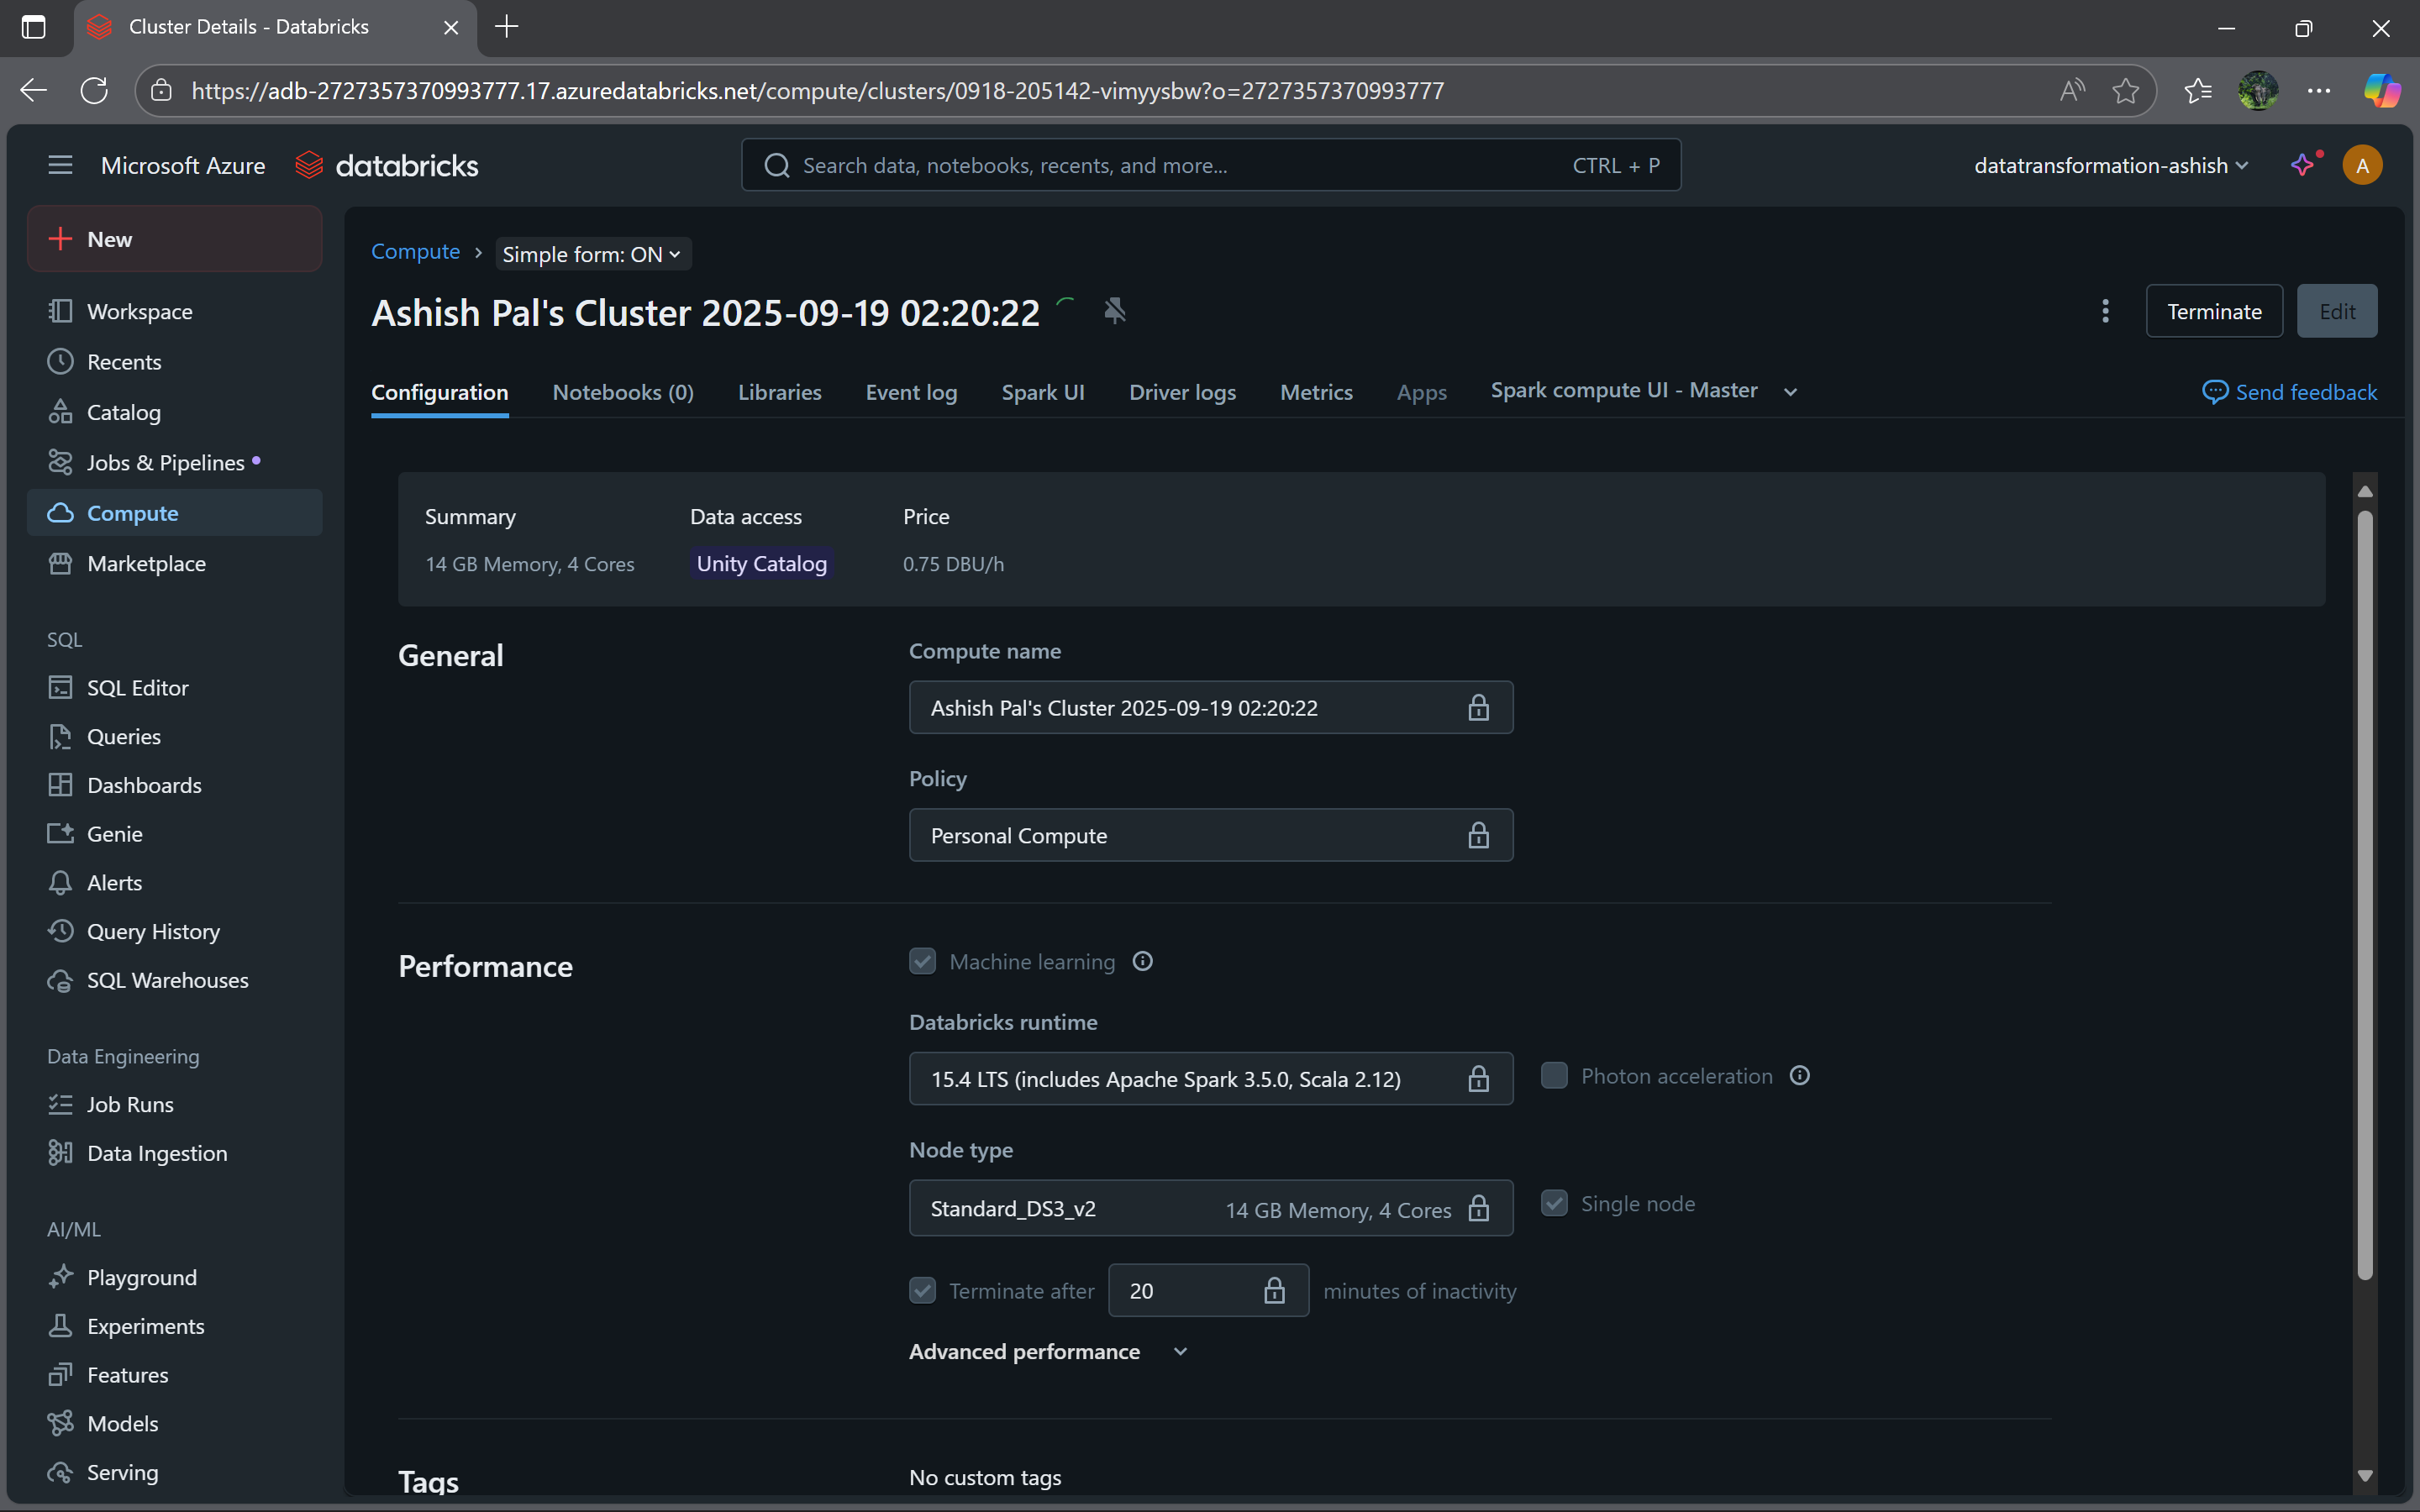 Cluster Details - Databricks
https://adb-2727357370993777.17.azuredatabricks.net/compute/clusters/0918-205142-vimyysbw?o=2727357370993777
Microsoft Azure databricks
Search data, notebooks, recents, and more... CTRL + P
datatransformation-ashish
A
New
Workspace
Recents
Catalog
Jobs & Pipelines
Compute
Marketplace
SQL
SQL Editor
Queries
Dashboards
Genie
Alerts
Query History
SQL Warehouses
Data Engineering
Job Runs
Data Ingestion
AI/ML
Playground
Experiments
Features
Models
Serving
Compute › Simple form: ON
Ashish Pal's Cluster 2025-09-19 02:20:22
Terminate Edit
Configuration Notebooks (0) Libraries Event log Spark UI Driver logs Metrics Apps Spark compute UI - Master Send feedback
Summary Data access Price
14 GB Memory, 4 Cores Unity Catalog 0.75 DBU/h
General
Compute name
Ashish Pal's Cluster 2025-09-19 02:20:22
Policy
Personal Compute
Performance
Machine learning
Databricks runtime
15.4 LTS (includes Apache Spark 3.5.0, Scala 2.12) Photon acceleration
Node type
Standard_DS3_v2 14 GB Memory, 4 Cores Single node
Terminate after 20 minutes of inactivity
Advanced performance
Tags No custom tags